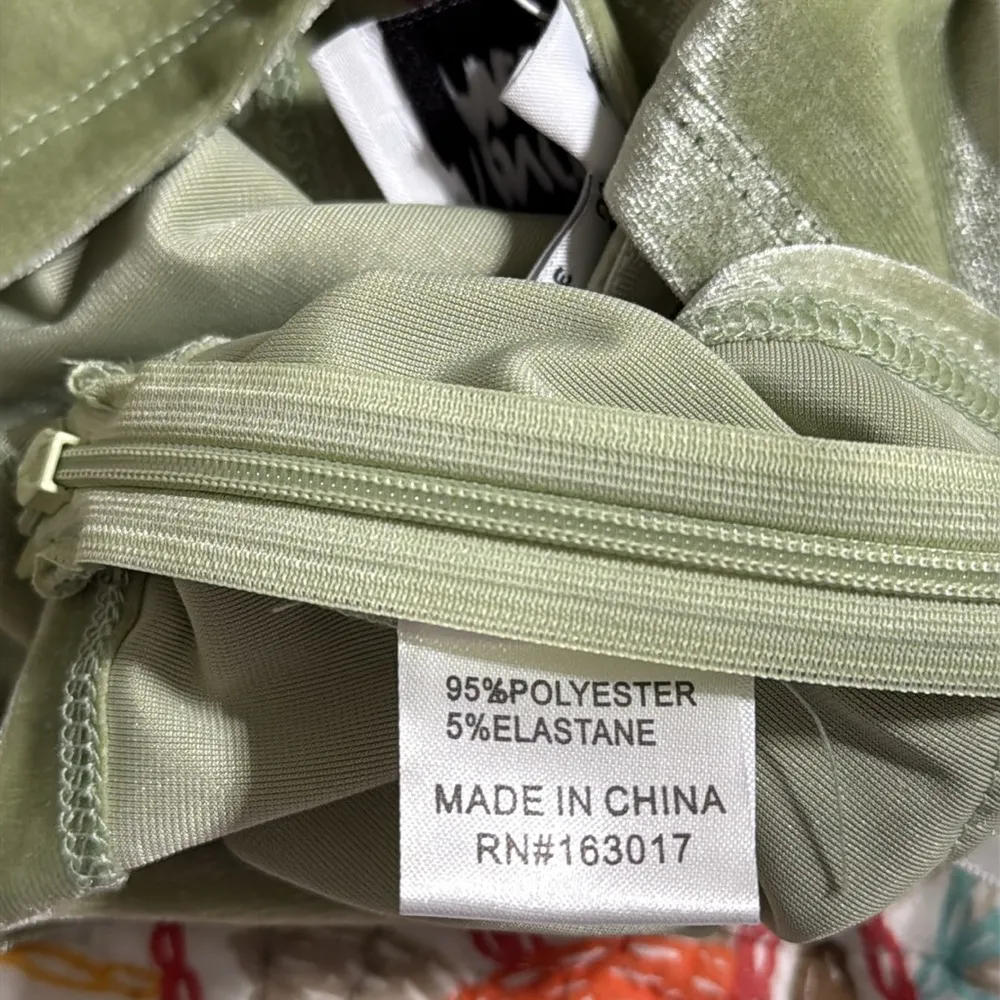 95%POLYESTER
5%ELASTANE
MADE IN CHINA
RN#163017